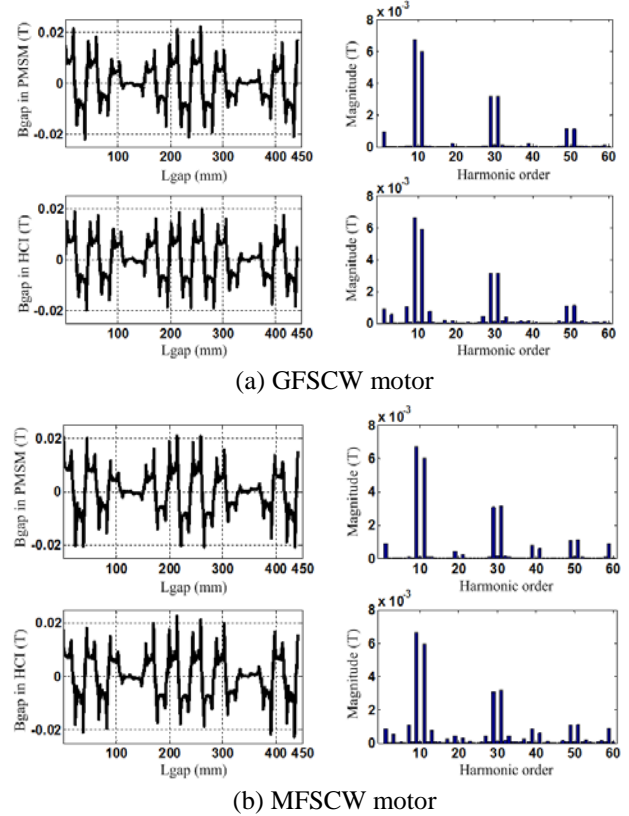 Bgap in PMSM (T)
0.02
0
-0.02
100 200 300 400 450
Lgap (mm)
x 10⁻³
Magnitude (T)
8
6
4
2
0
10 20 30 40 50 60
Harmonic order
Bgap in HCI (T)
0.02
0
-0.02
100 200 300 400 450
Lgap (mm)
x 10⁻³
Magnitude (T)
8
6
4
2
0
10 20 30 40 50 60
Harmonic order
(a) GFSCW motor
Bgap in PMSM (T)
0.02
0
-0.02
100 200 300 400 450
Lgap (mm)
x 10⁻³
Magnitude (T)
8
6
4
2
0
10 20 30 40 50 60
Harmonic order
Bgap in HCI (T)
0.02
0
-0.02
100 200 300 400 450
Lgap (mm)
x 10⁻³
Magnitude (T)
8
6
4
2
0
10 20 30 40 50 60
Harmonic order
(b) MFSCW motor